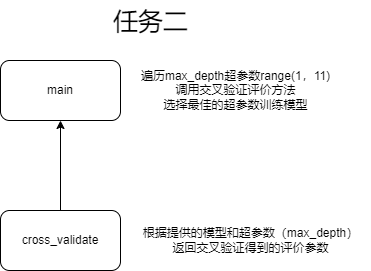 任务二
main
遍历max_depth超参数range(1，11)
调用交叉验证评价方法
选择最佳的超参数训练模型
cross_validate
根据提供的模型和超参数（max_depth）
返回交叉验证得到的评价参数